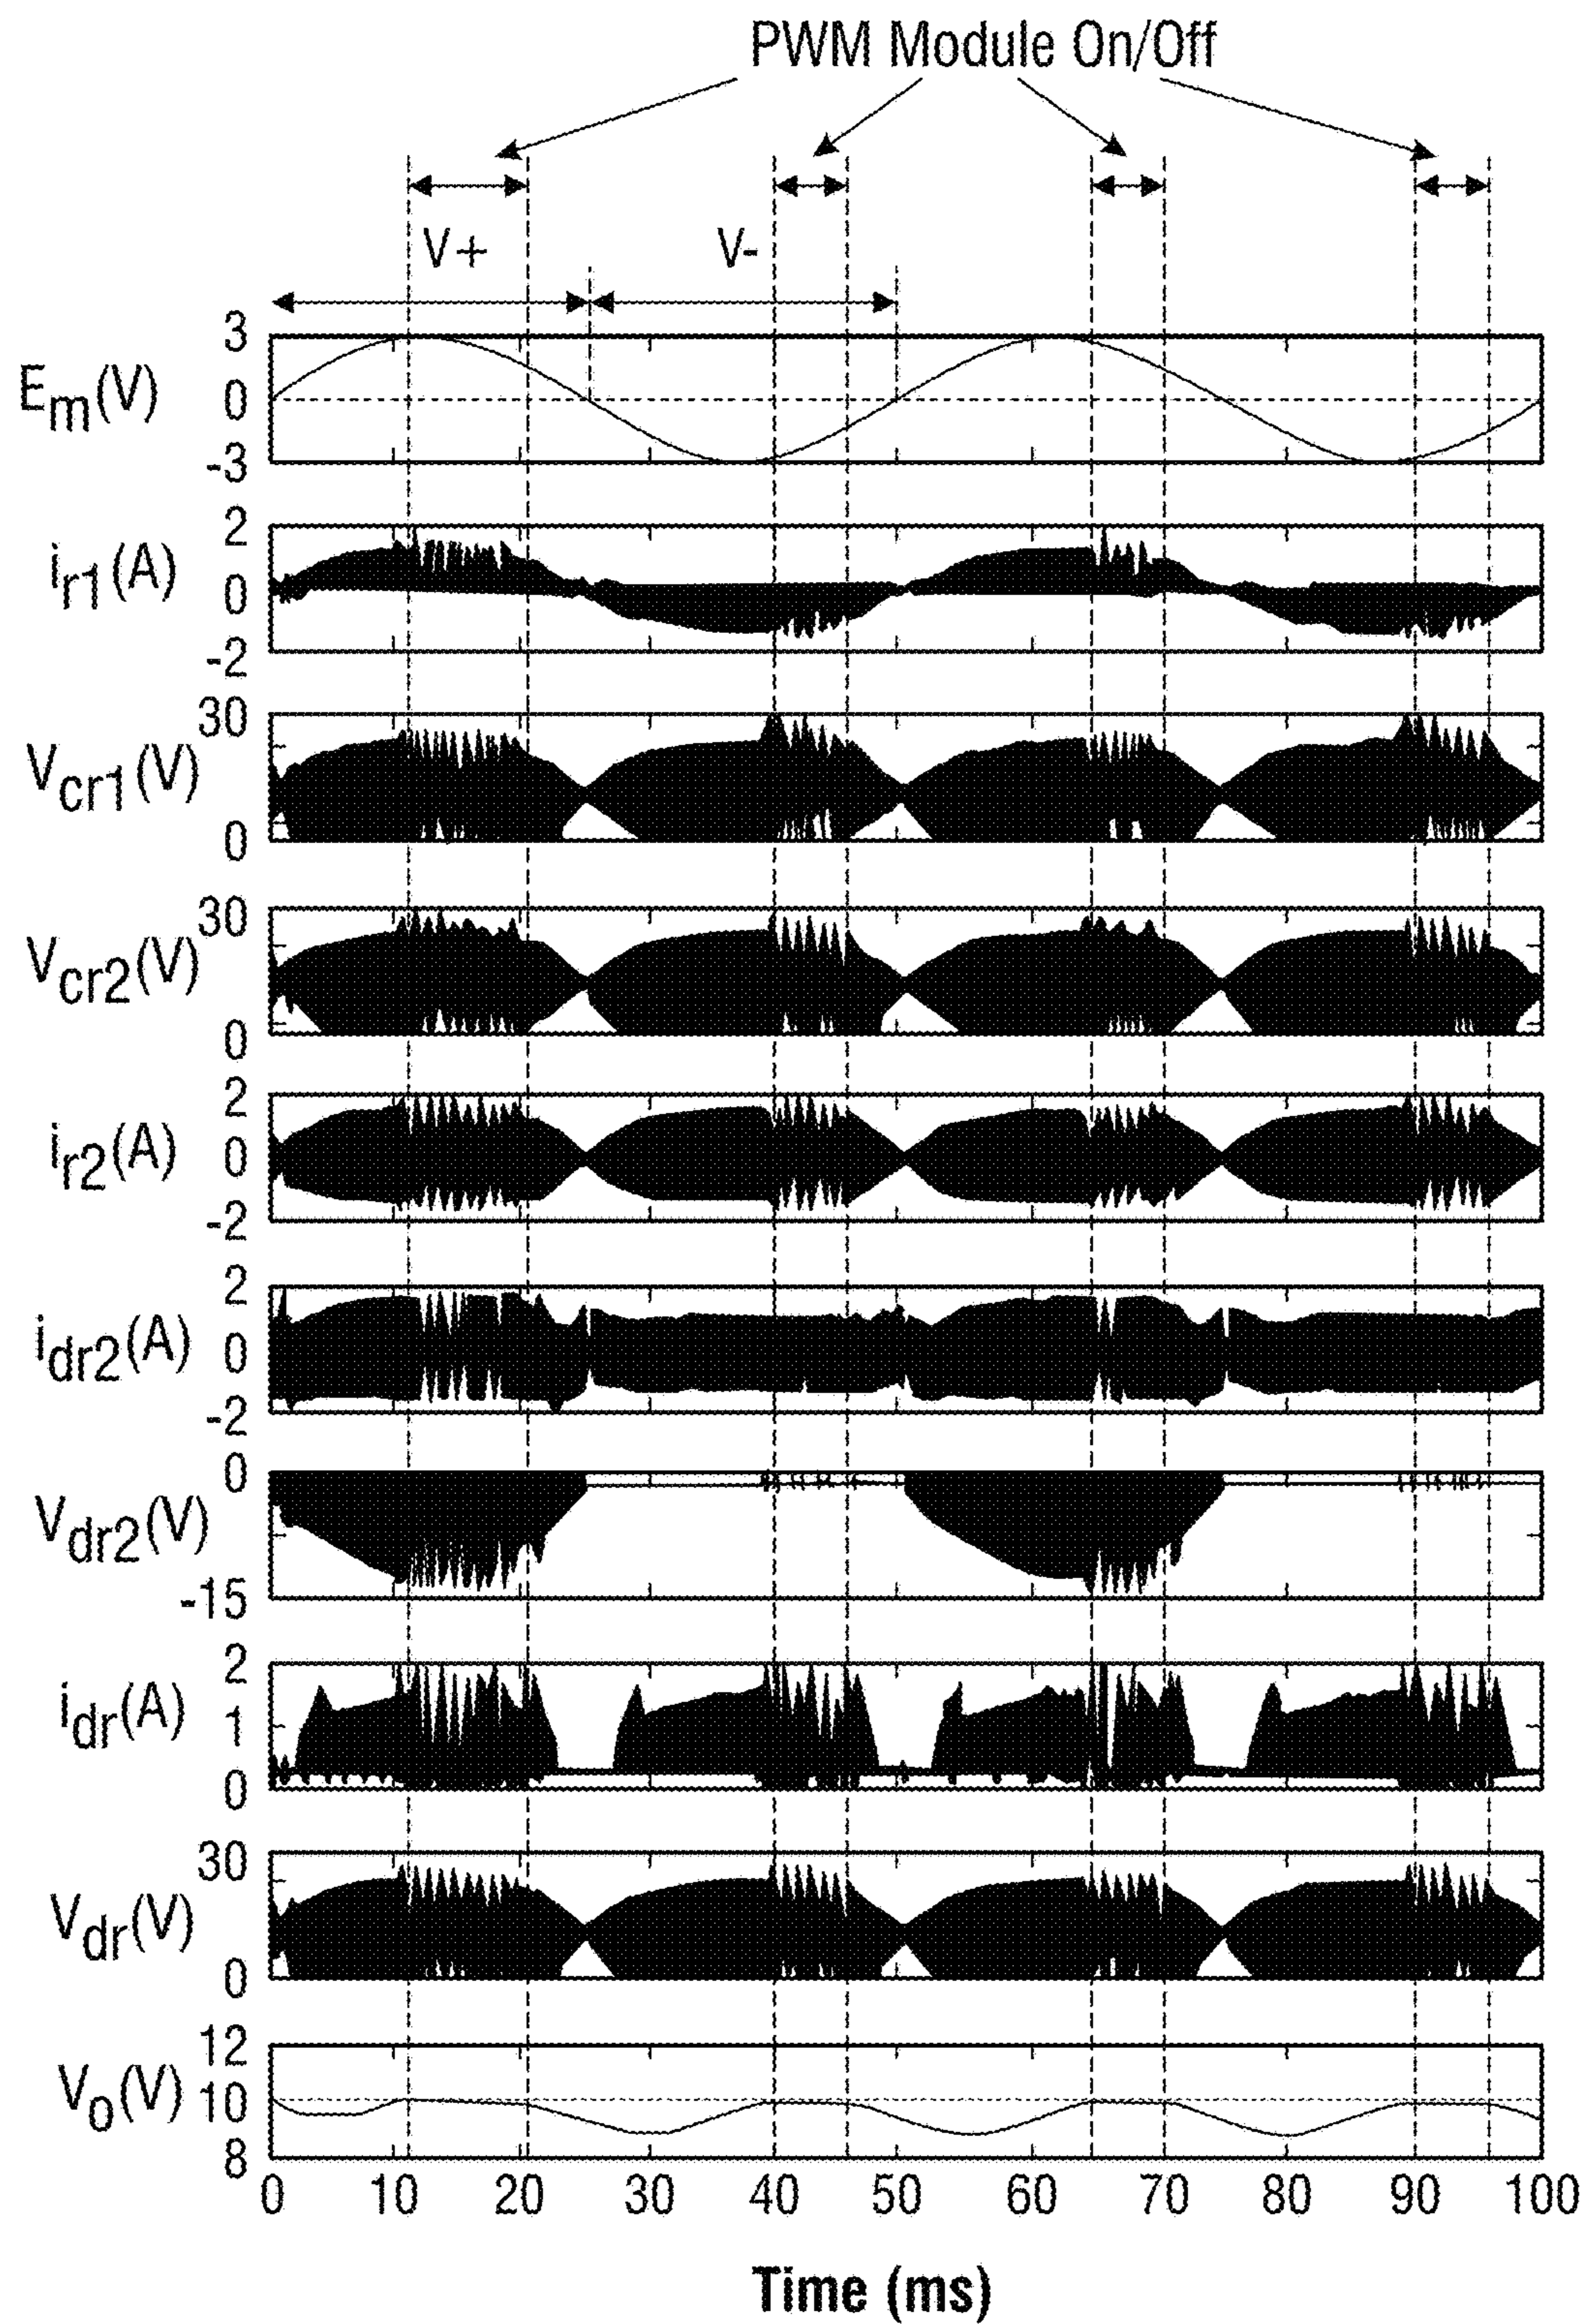 PWM Module On/Off
V+ V-
3
Em(V) 0
-3
2
ir1(A) 0
-2
30
Vcr1(V)
0
30
Vcr2(V)
0
2
ir2(A) 0
-2
2
idr2(A) 0
-2
0
Vdr2(V)
-15
2
idr(A) 1
0
30
Vdr(V)
0
12
Vo(V) 10
8
0 10 20 30 40 50 60 70 80 90 100
Time (ms)